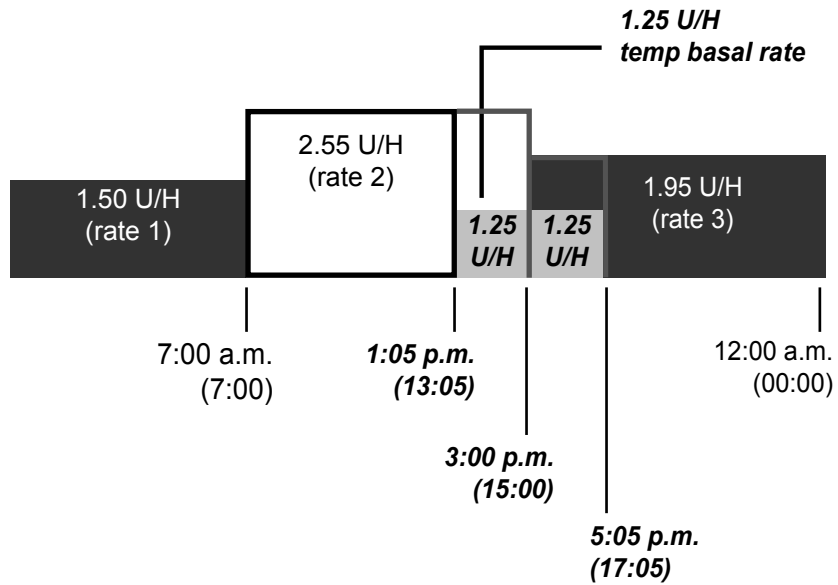 1.25 U/H
temp basal rate
2.55 U/H
(rate 2)
1.50 U/H
(rate 1)
1.25
U/H
1.25
U/H
1.95 U/H
(rate 3)
7:00 a.m.
(7:00)
1:05 p.m.
(13:05)
12:00 a.m.
(00:00)
3:00 p.m.
(15:00)
5:05 p.m.
(17:05)